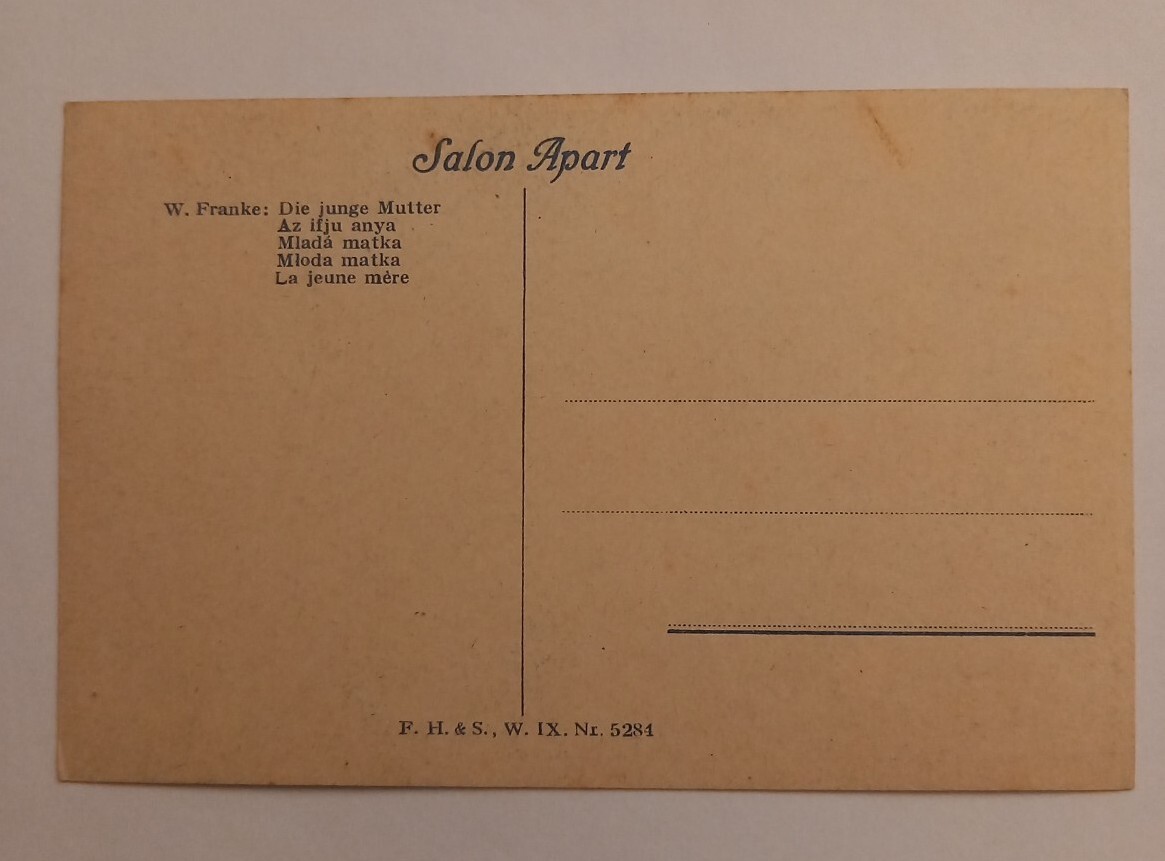 Salon Apart
W. Franke: Die junge Mutter
Az ifju anya
Mladá matka
Młoda matka
La jeune mère
F. H. & S., W. IX. Nr. 5284